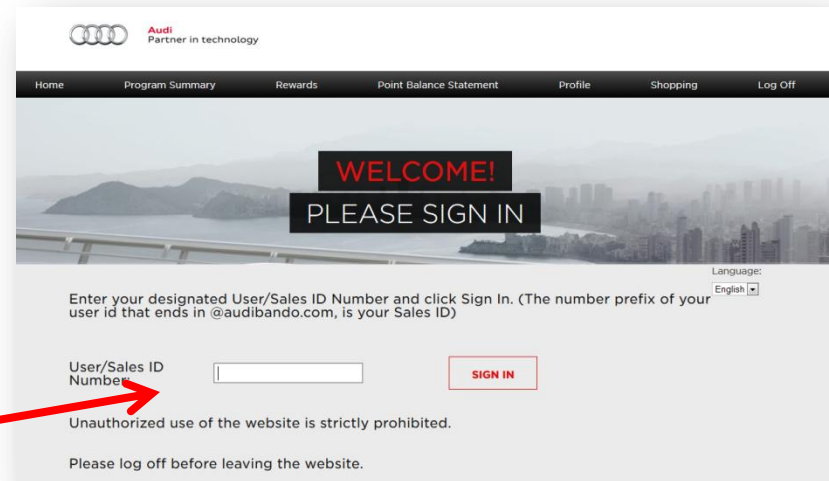 Audi
Partner in technology
Home Program Summary Rewards Point Balance Statement Profile Shopping Log Off
WELCOME!
PLEASE SIGN IN
Language:
English
Enter your designated User/Sales ID Number and click Sign In. (The number prefix of your
user id that ends in @audibando.com, is your Sales ID)
User/Sales ID
Number:
SIGN IN
Unauthorized use of the website is strictly prohibited.
Please log off before leaving the website.